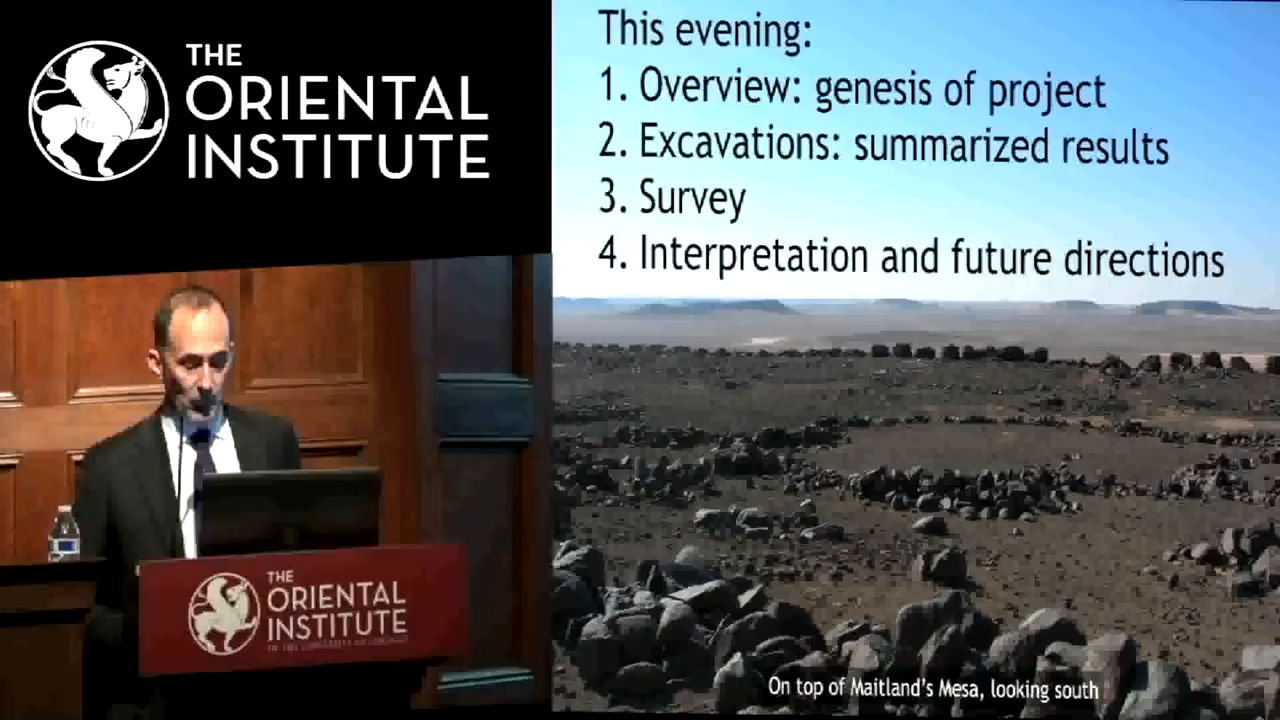 THE
ORIENTAL
INSTITUTE
This evening:
1. Overview: genesis of project
2. Excavations: summarized results
3. Survey
4. Interpretation and future directions
On top of Maitland's Mesa, looking south
THE
ORIENTAL
INSTITUTE